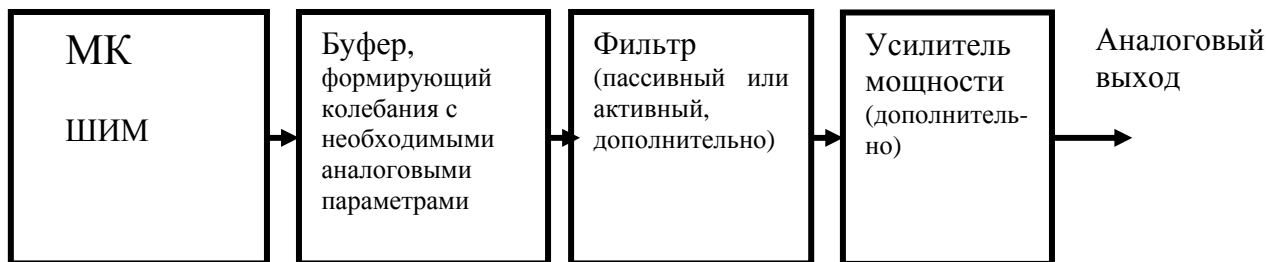 МК
ШИМ
Буфер,
формирующий
колебания с
необходимыми
аналоговыми
параметрами
Фильтр
(пассивный или
активный,
дополнительно)
Усилитель
мощности
(дополнитель-
но)
Аналоговый
выход